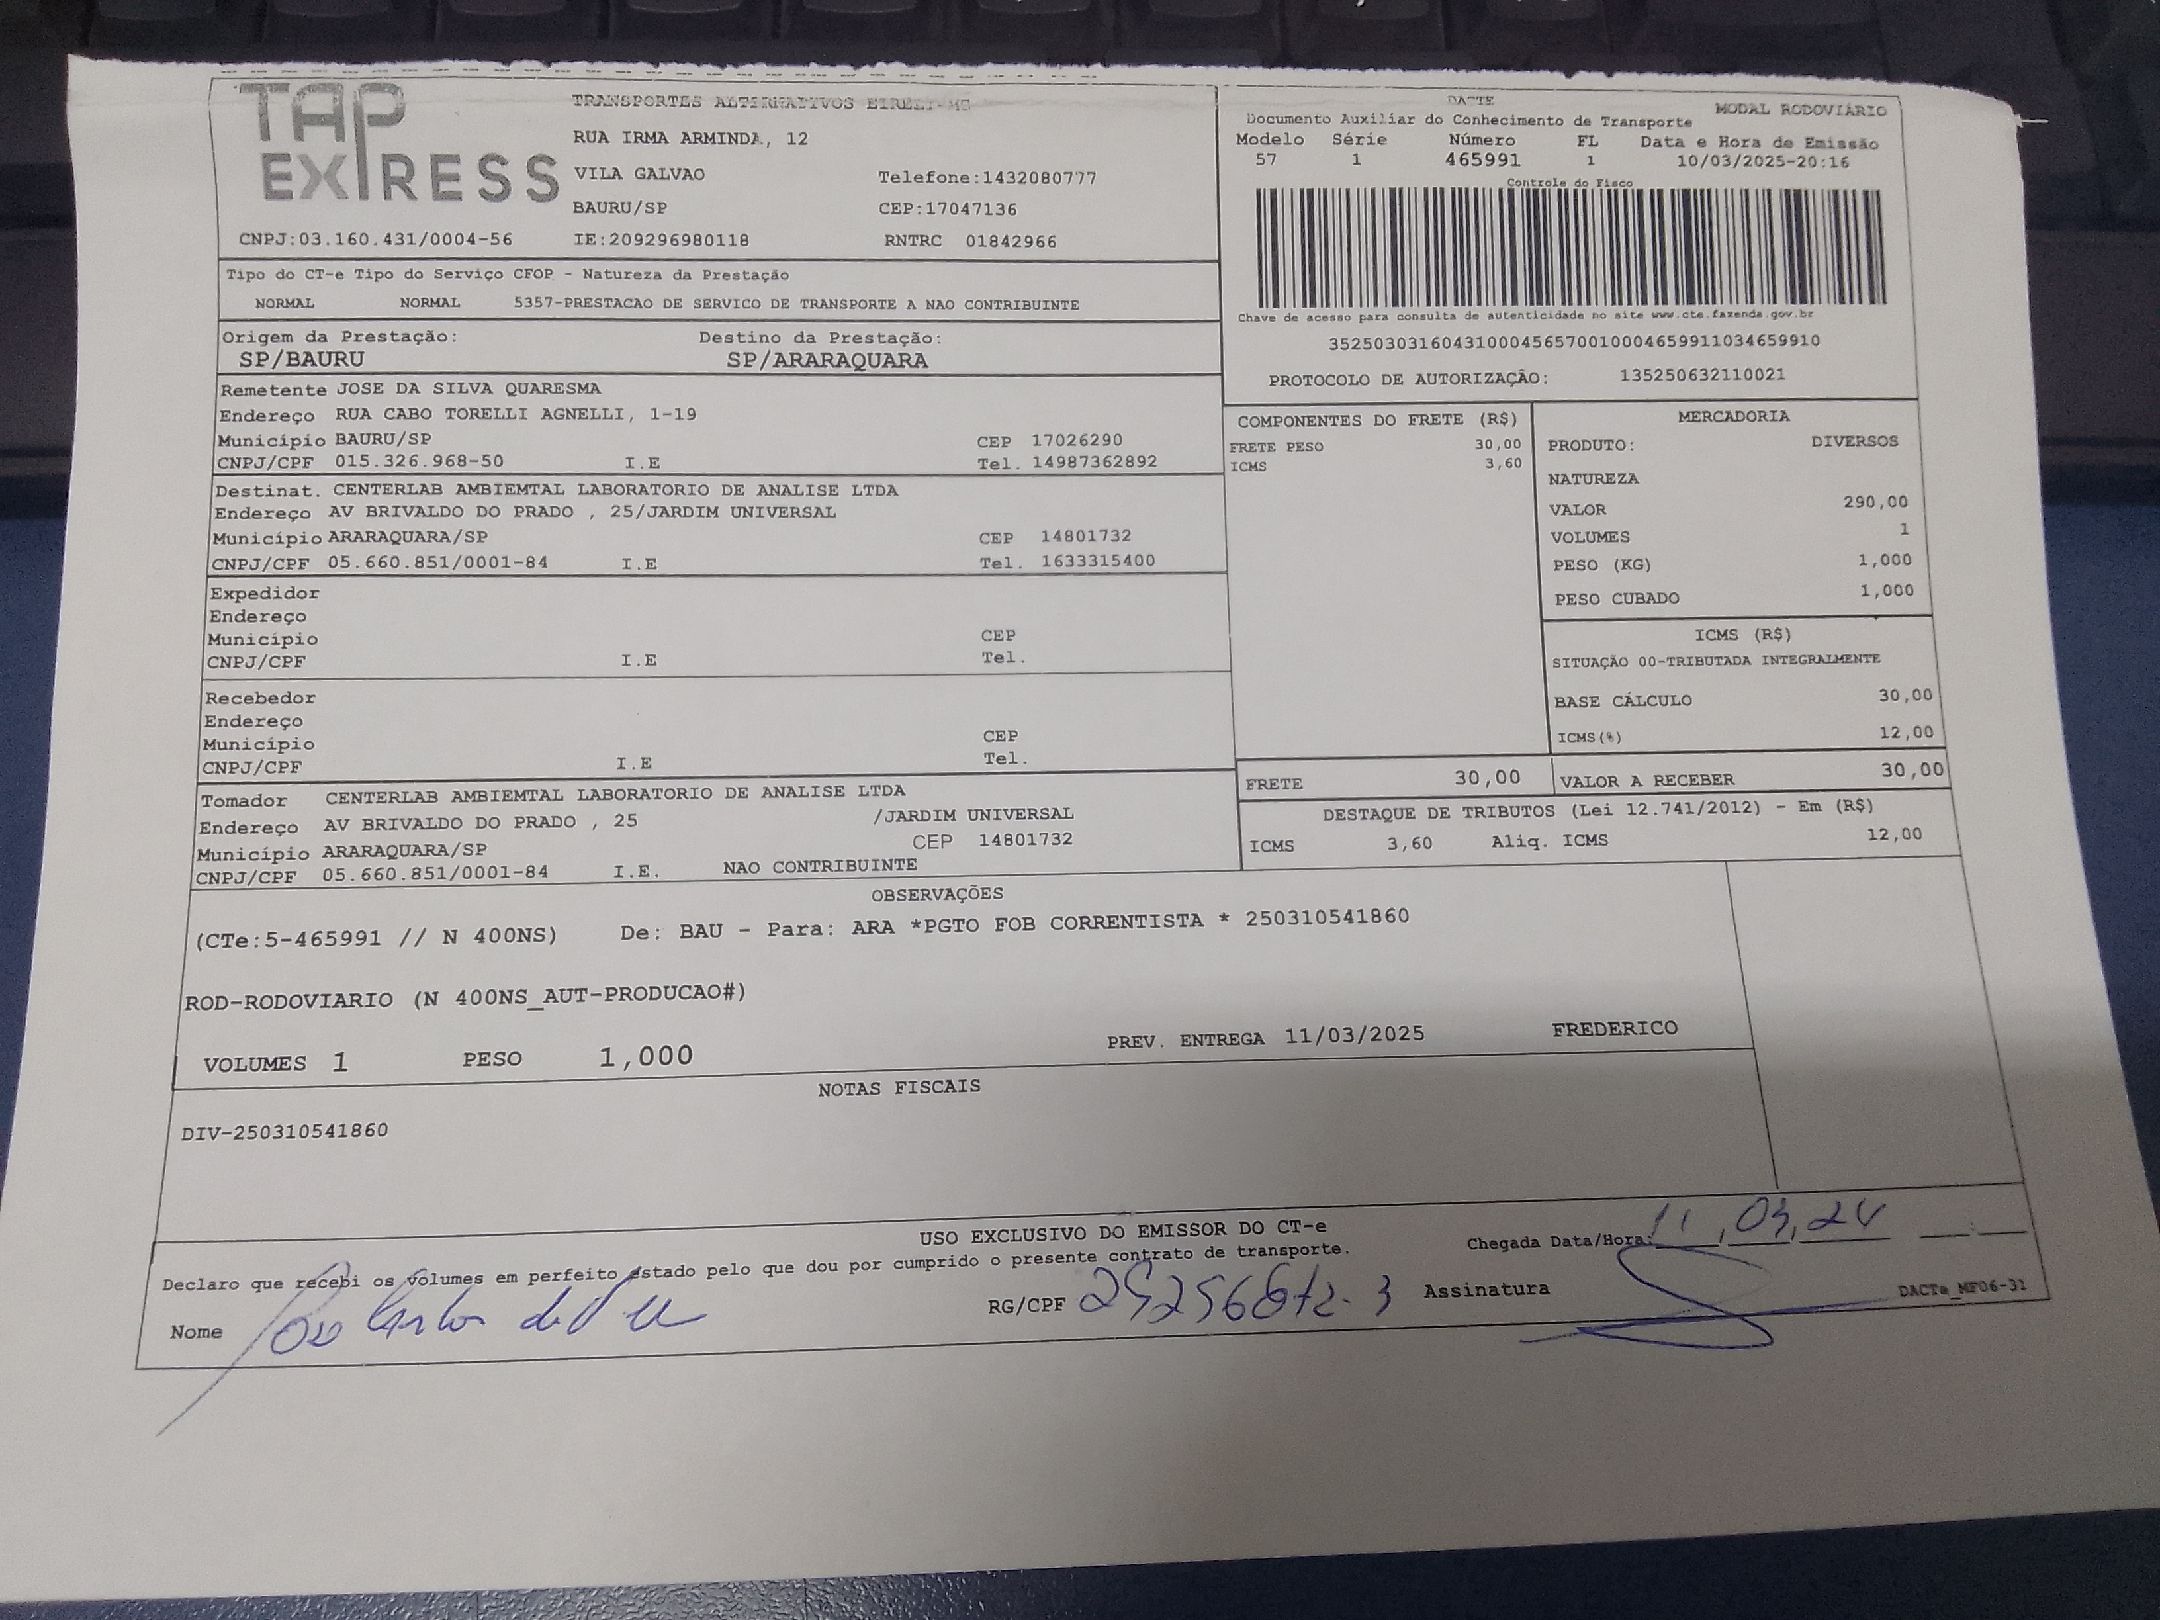 TAP EXPRESS
TRANSPORTES ALTERNATIVOS EIRELI-ME
RUA IRMA ARMINDA, 12
VILA GALVAO Telefone:1432080777
BAURU/SP CEP:17047136
CNPJ:03.160.431/0004-56 IE:209296980118 RNTRC 01842966
DACTE MODAL RODOVIÁRIO
Documento Auxiliar do Conhecimento de Transporte
Modelo Série Número FL Data e Hora de Emissão
57 1 465991 1 10/03/2025-20:16
Controle do Fisco
Chave de acesso para consulta de autenticidade no site www.cte.fazenda.gov.br
35250303160431000456570010004659911034659910
PROTOCOLO DE AUTORIZAÇÃO: 135250632110021
Tipo do CT-e Tipo do Serviço CFOP - Natureza da Prestação
NORMAL NORMAL 5357-PRESTACAO DE SERVICO DE TRANSPORTE A NAO CONTRIBUINTE
Origem da Prestação: Destino da Prestação:
SP/BAURU SP/ARARAQUARA
Remetente JOSE DA SILVA QUARESMA
Endereço RUA CABO TORELLI AGNELLI, 1-19
Município BAURU/SP CEP 17026290
CNPJ/CPF 015.326.968-50 I.E Tel. 14987362892
Destinat. CENTERLAB AMBIEMTAL LABORATORIO DE ANALISE LTDA
Endereço AV BRIVALDO DO PRADO , 25/JARDIM UNIVERSAL
Município ARARAQUARA/SP CEP 14801732
CNPJ/CPF 05.660.851/0001-84 I.E Tel. 1633315400
Expedidor
Endereço
Município CEP
CNPJ/CPF I.E Tel.
Recebedor
Endereço
Município CEP
CNPJ/CPF I.E Tel.
Tomador CENTERLAB AMBIEMTAL LABORATORIO DE ANALISE LTDA
Endereço AV BRIVALDO DO PRADO , 25 /JARDIM UNIVERSAL
Município ARARAQUARA/SP CEP 14801732
CNPJ/CPF 05.660.851/0001-84 I.E. NAO CONTRIBUINTE
COMPONENTES DO FRETE (R$)
FRETE PESO 30,00
ICMS 3,60
MERCADORIA
PRODUTO: DIVERSOS
NATUREZA
VALOR 290,00
VOLUMES 1
PESO (KG) 1,000
PESO CUBADO 1,000
ICMS (R$)
SITUAÇÃO 00-TRIBUTADA INTEGRALMENTE
BASE CÁLCULO 30,00
ICMS(%) 12,00
FRETE 30,00 VALOR A RECEBER 30,00
DESTAQUE DE TRIBUTOS (Lei 12.741/2012) - Em (R$)
ICMS 3,60 Aliq. ICMS 12,00
OBSERVAÇÕES
(CTe:5-465991 // N 400NS) De: BAU - Para: ARA *PGTO FOB CORRENTISTA * 250310541860
ROD-RODOVIARIO (N 400NS_AUT-PRODUCAO#)
VOLUMES 1 PESO 1,000 PREV. ENTREGA 11/03/2025 FREDERICO
NOTAS FISCAIS
DIV-250310541860
USO EXCLUSIVO DO EMISSOR DO CT-e
Declaro que recebi os volumes em perfeito estado pelo que dou por cumprido o presente contrato de transporte.
Chegada Data/Hora: 11, 03, 24
Nome RG/CPF Assinatura
DACTe_MF06-31